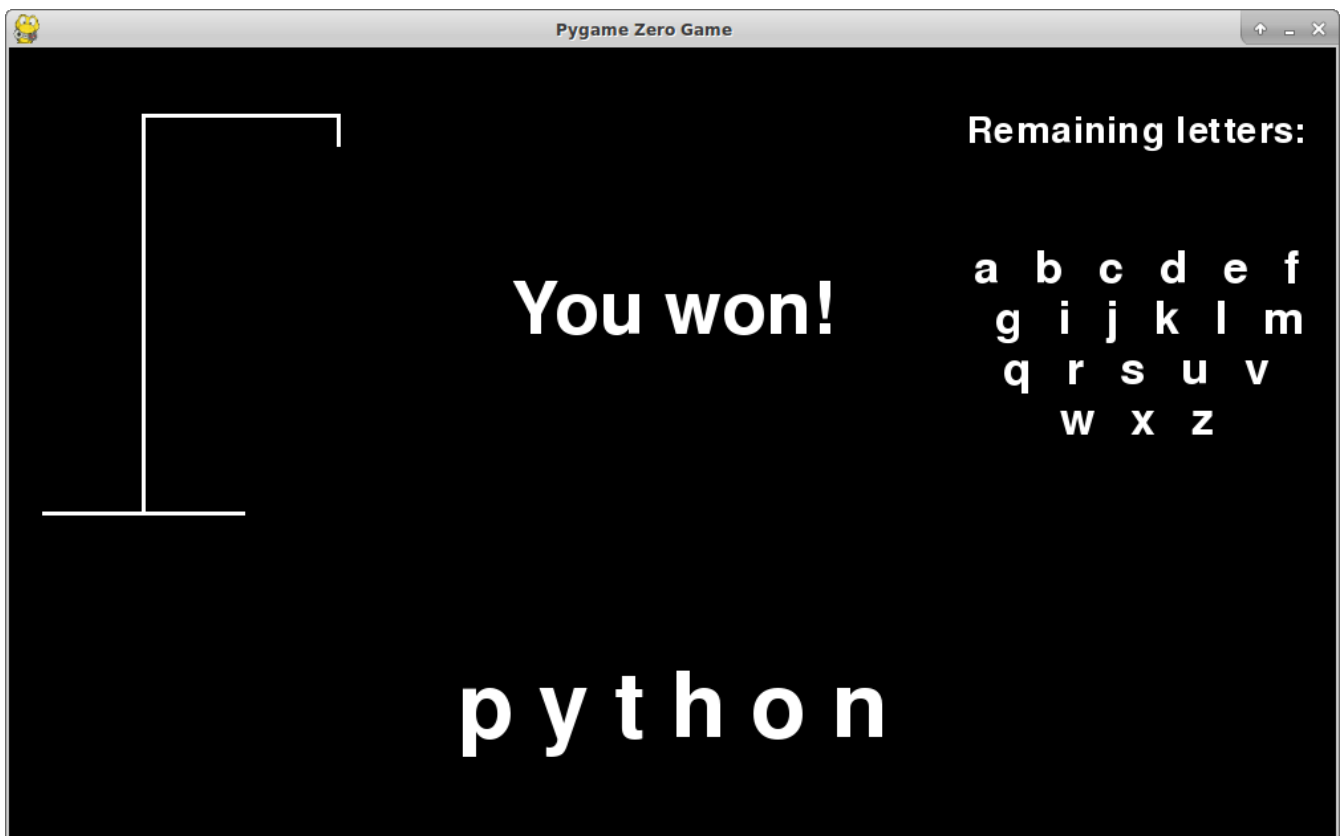 Pygame Zero Game
Remaining letters:
a b c d e f
g i j k l m
q r s u v
w x z
You won!
p y t h o n